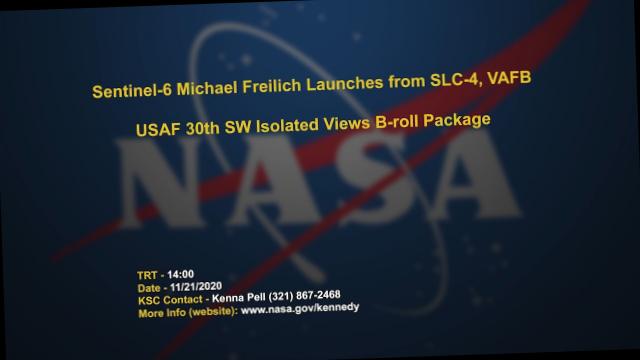 Sentinel-6 Michael Freilich Launches from SLC-4, VAFB
USAF 30th SW Isolated Views B-roll Package
NASA
TRT - 14:00
Date - 11/21/2020
KSC Contact - Kenna Pell (321) 867-2468
More Info (website): www.nasa.gov/kennedy